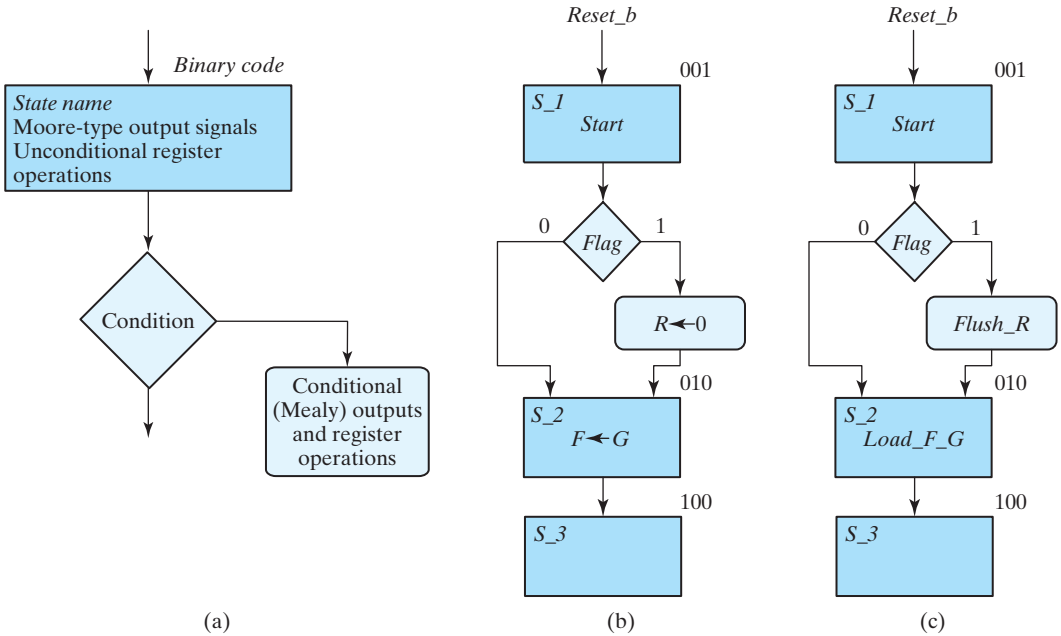 Binary code
State name
Moore-type output signals
Unconditional register
operations
Condition
Conditional
(Mealy) outputs
and register
operations
(a)
Reset_b
001
S_1
Start
0
1
Flag
R←0
010
S_2
F←G
100
S_3
(b)
Reset_b
001
S_1
Start
0
1
Flag
Flush_R
010
S_2
Load_F_G
100
S_3
(c)